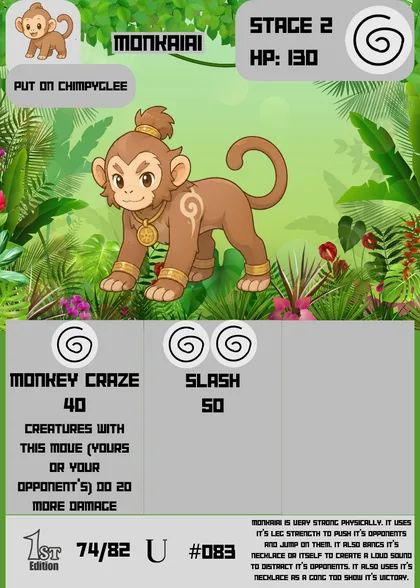 MONKAIAI
STAGE 2
HP: 130
PUT ON CHIMPYGLEE
MONKEY CRAZE
40
CREATURES WITH
THIS MOVE (YOURS
OR YOUR
OPPONENT'S) DO 20
MORE DAMAGE
SLASH
50
1ST
Edition
74/82
U
#083
MONKAIAI IS VERY STRONG PHYSICALLY. IT USES
IT'S LEG STRENGTH TO PUSH IT'S OPPONENTS
AND JUMP ON THEM. IT ALSO BANGS IT'S
NECKLACE OR ITSELF TO CREATE A LOUD SOUND
TO DISTRACT IT'S OPPONENTS. IT ALSO USES IT'S
NECKLACE AS A GONG TOO SHOW IT'S VICTORY.